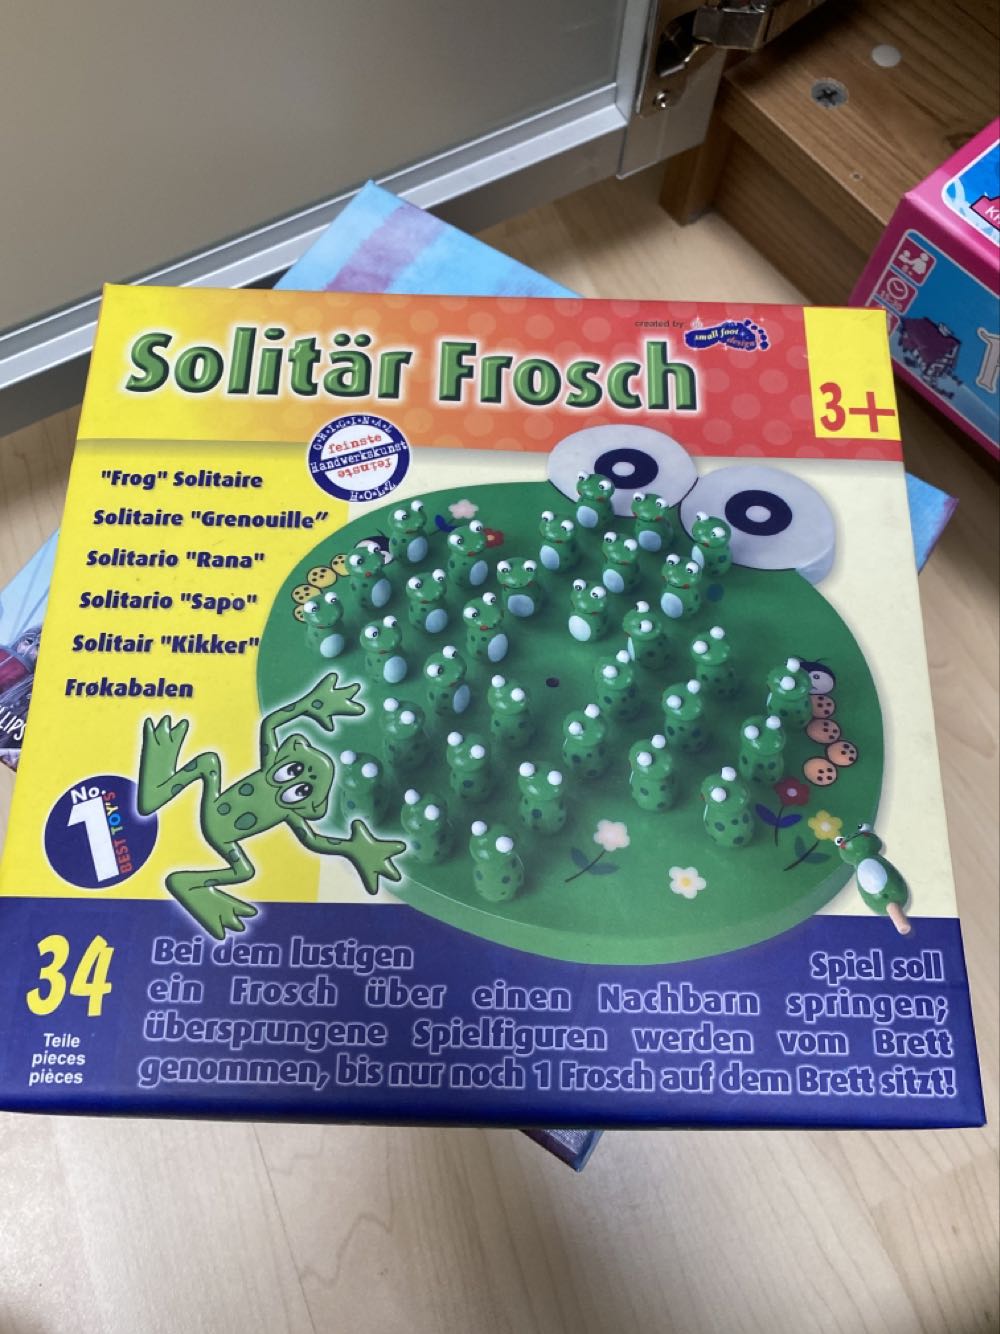 created by:
small foot
design
Solitär Frosch
3+
ORIGINAL
feinste
Handwerkskunst
feinste
HOLZ
"Frog" Solitaire
Solitaire "Grenouille"
Solitario "Rana"
Solitario "Sapo"
Solitair "Kikker"
Frøkabalen
No.
1
BEST TOY'S
34
Teile
pieces
pièces
Bei dem lustigen Spiel soll
ein Frosch über einen Nachbarn springen;
übersprungene Spielfiguren werden vom Brett
genommen, bis nur noch 1 Frosch auf dem Brett sitzt!